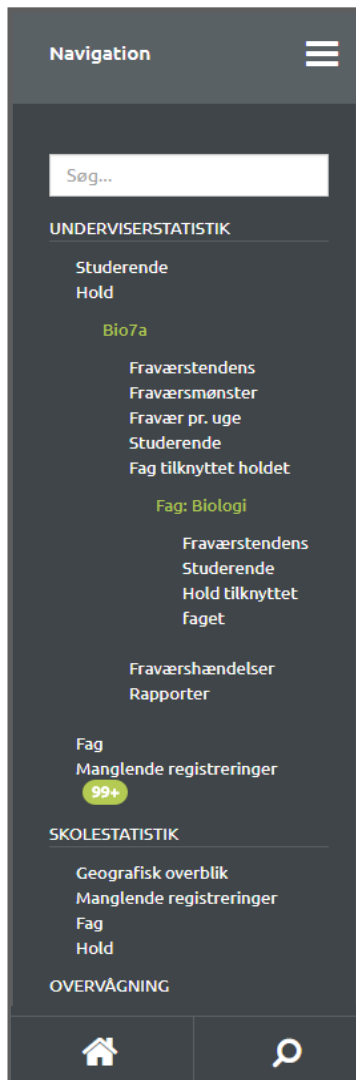 Navigation
Søg...
UNDERVISERSTATISTIK
Studerende
Hold
Bio7a
Fraværstendens
Fraværsmønster
Fravær pr. uge
Studerende
Fag tilknyttet holdet
Fag: Biologi
Fraværstendens
Studerende
Hold tilknyttet
faget
Fraværshændelser
Rapporter
Fag
Manglende registreringer
99+
SKOLESTATISTIK
Geografisk overblik
Manglende registreringer
Fag
Hold
OVERVÅGNING